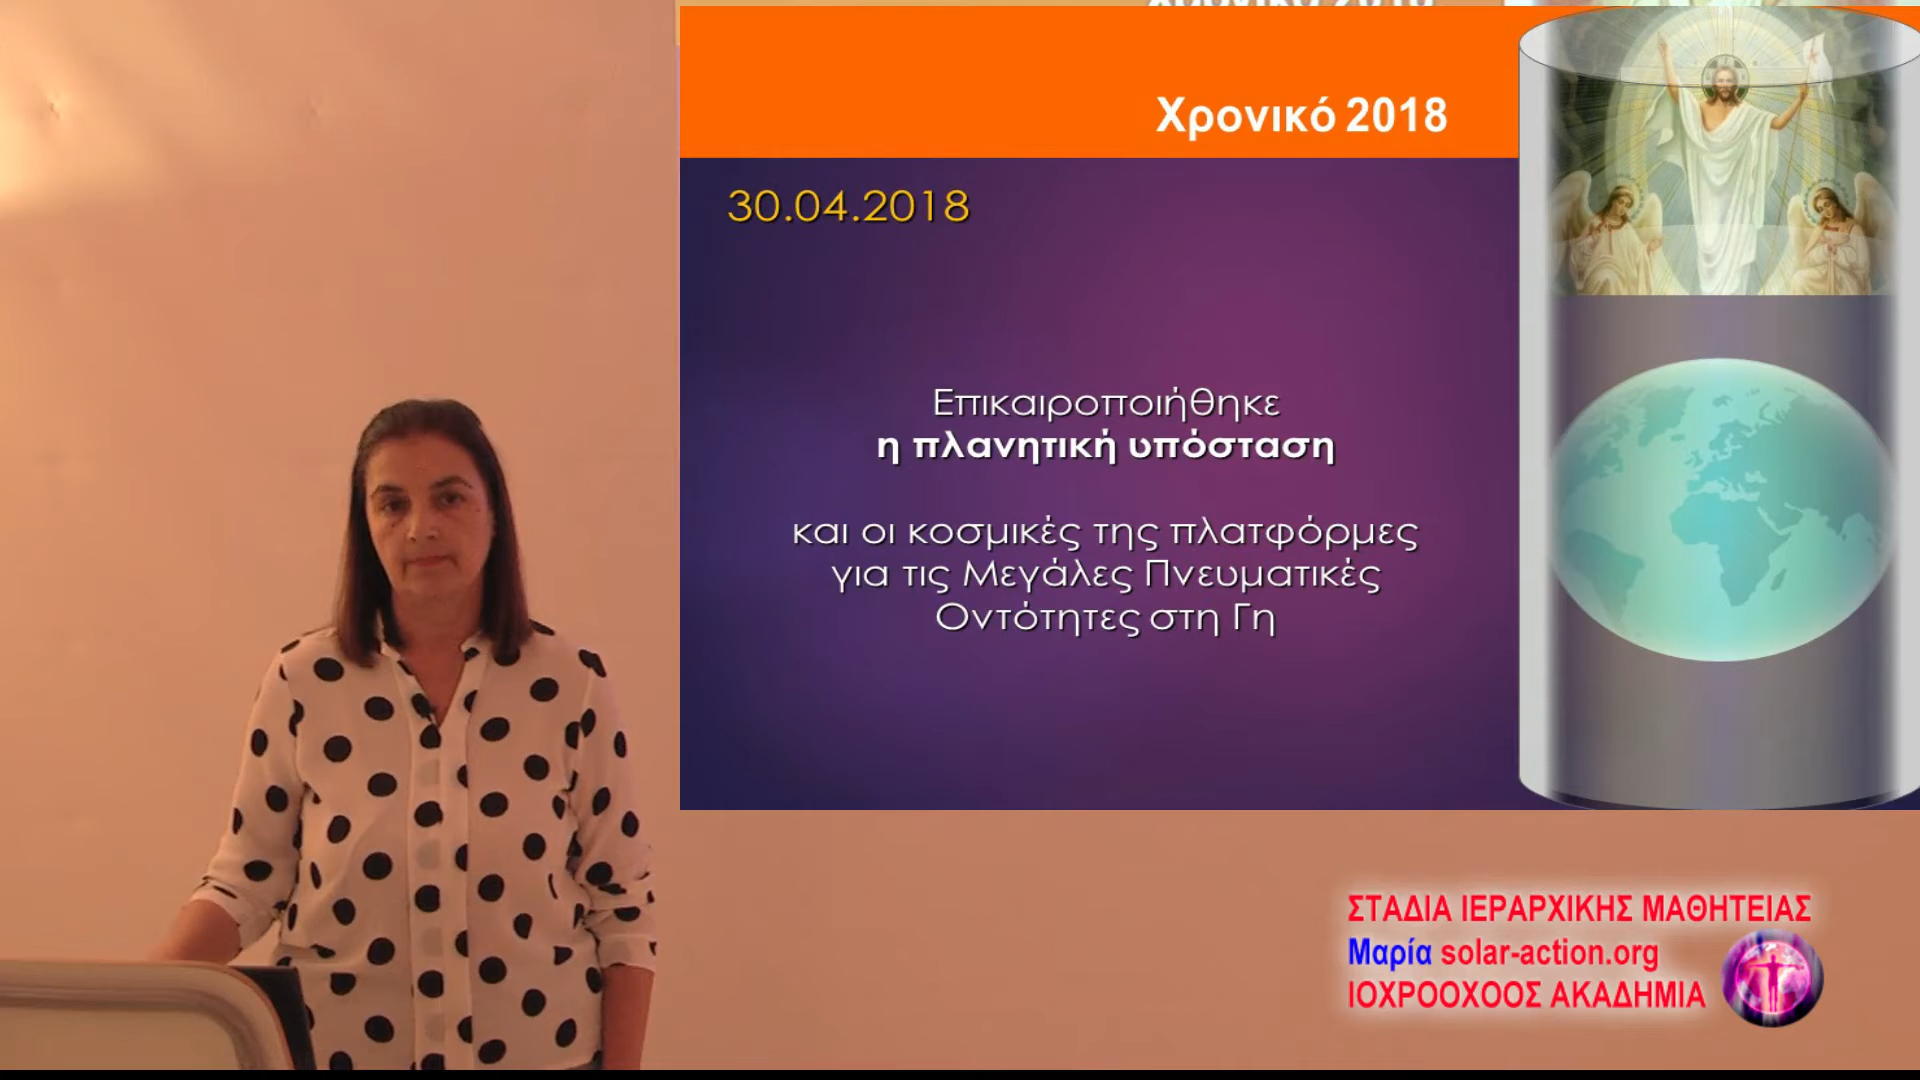 Χρονικό 2018
30.04.2018
Επικαιροποιήθηκε
η πλανητική υπόσταση
και οι κοσμικές της πλατφόρμες
για τις Μεγάλες Πνευματικές
Οντότητες στη Γη
ΣΤΑΔΙΑ ΙΕΡΑΡΧΙΚΗΣ ΜΑΘΗΤΕΙΑΣ
Μαρία solar-action.org
ΙΟΧΡΟΟΧΟΟΣ ΑΚΑΔΗΜΙΑ